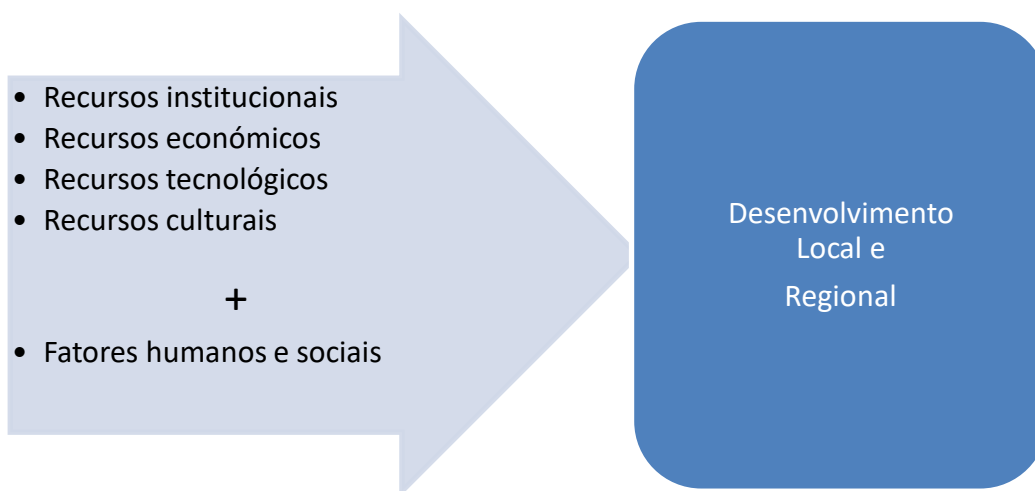 • Recursos institucionais
• Recursos económicos
• Recursos tecnológicos
• Recursos culturais
+
• Fatores humanos e sociais
Desenvolvimento
Local e
Regional